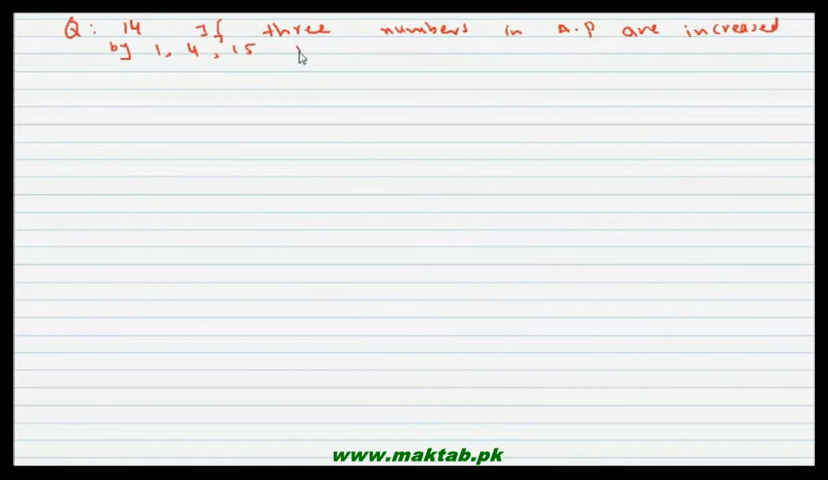 Q: 14 If three numbers in A.P are increased
by 1, 4, 15
www.maktab.pk